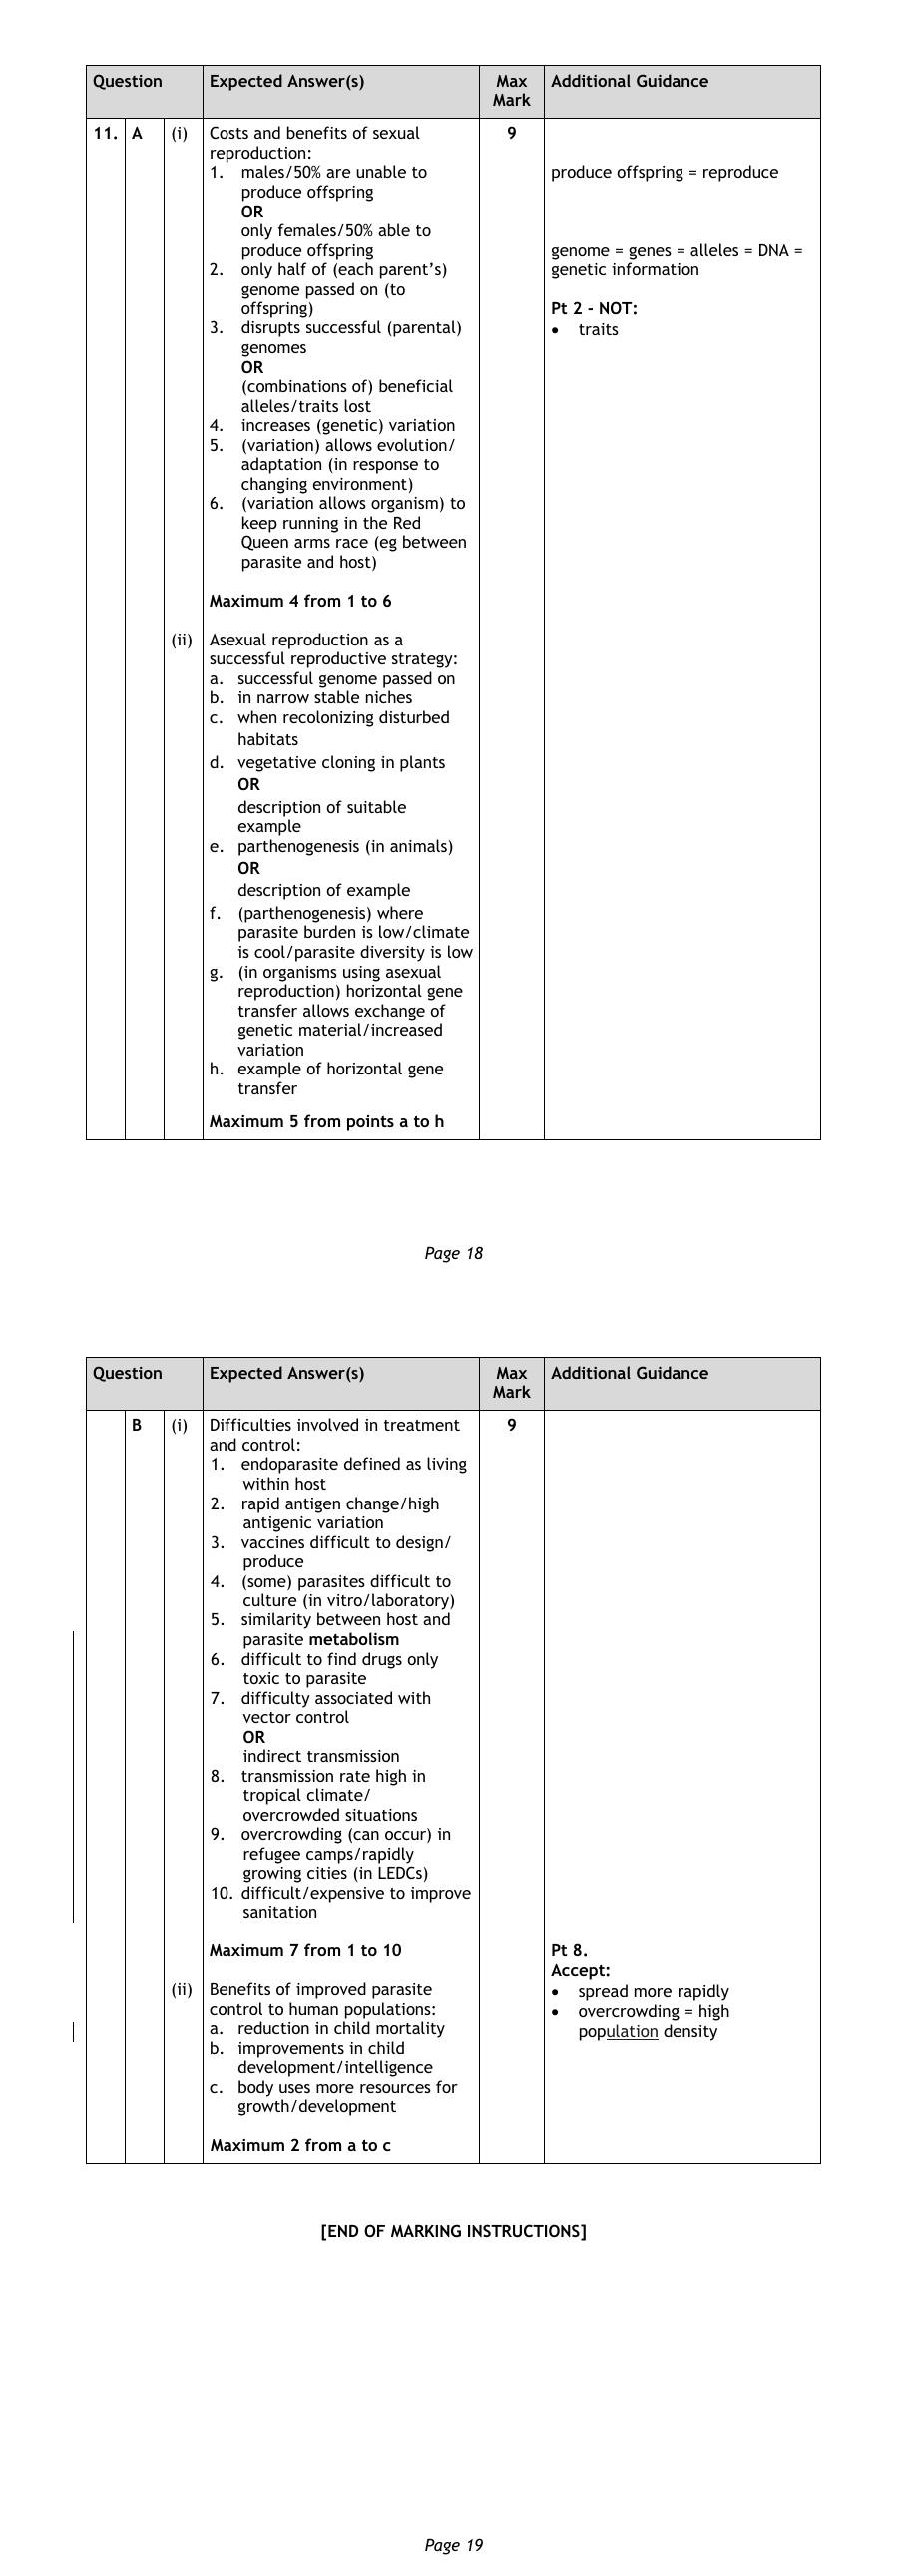 Question Expected Answer(s) Max Additional Guidance
Mark
11. A (i) Costs and benefits of sexual 9
reproduction:
1. males/50% are unable to produce offspring = reproduce
produce offspring
OR
only females/50% able to
produce offspring genome = genes = alleles = DNA =
2. only half of (each parent’s) genetic information
genome passed on (to
offspring) Pt 2 - NOT:
3. disrupts successful (parental) • traits
genomes
OR
(combinations of) beneficial
alleles/traits lost
4. increases (genetic) variation
5. (variation) allows evolution/
adaptation (in response to
changing environment)
6. (variation allows organism) to
keep running in the Red
Queen arms race (eg between
parasite and host)
Maximum 4 from 1 to 6
(ii) Asexual reproduction as a
successful reproductive strategy:
a. successful genome passed on
b. in narrow stable niches
c. when recolonizing disturbed
habitats
d. vegetative cloning in plants
OR
description of suitable
example
e. parthenogenesis (in animals)
OR
description of example
f. (parthenogenesis) where
parasite burden is low/climate
is cool/parasite diversity is low
g. (in organisms using asexual
reproduction) horizontal gene
transfer allows exchange of
genetic material/increased
variation
h. example of horizontal gene
transfer
Maximum 5 from points a to h
Page 18
Question Expected Answer(s) Max Additional Guidance
Mark
B (i) Difficulties involved in treatment 9
and control:
1. endoparasite defined as living
within host
2. rapid antigen change/high
antigenic variation
3. vaccines difficult to design/
produce
4. (some) parasites difficult to
culture (in vitro/laboratory)
5. similarity between host and
parasite metabolism
6. difficult to find drugs only
toxic to parasite
7. difficulty associated with
vector control
OR
indirect transmission
8. transmission rate high in
tropical climate/
overcrowded situations
9. overcrowding (can occur) in
refugee camps/rapidly
growing cities (in LEDCs)
10. difficult/expensive to improve
sanitation
Maximum 7 from 1 to 10 Pt 8.
Accept:
(ii) Benefits of improved parasite • spread more rapidly
control to human populations: • overcrowding = high
a. reduction in child mortality population density
b. improvements in child
development/intelligence
c. body uses more resources for
growth/development
Maximum 2 from a to c
[END OF MARKING INSTRUCTIONS]
Page 19